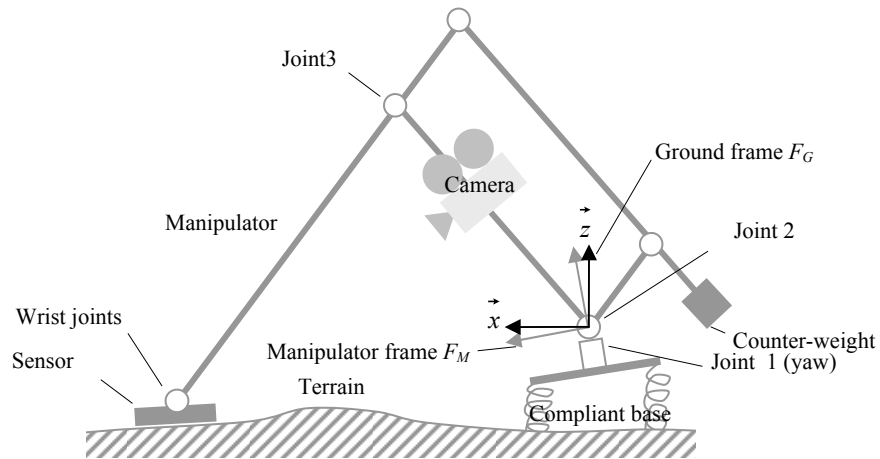 Joint3
Ground frame F_G
Camera
Manipulator
z
Joint 2
x
Wrist joints
Sensor
Manipulator frame F_M
Counter-weight
Joint 1 (yaw)
Terrain
Compliant base